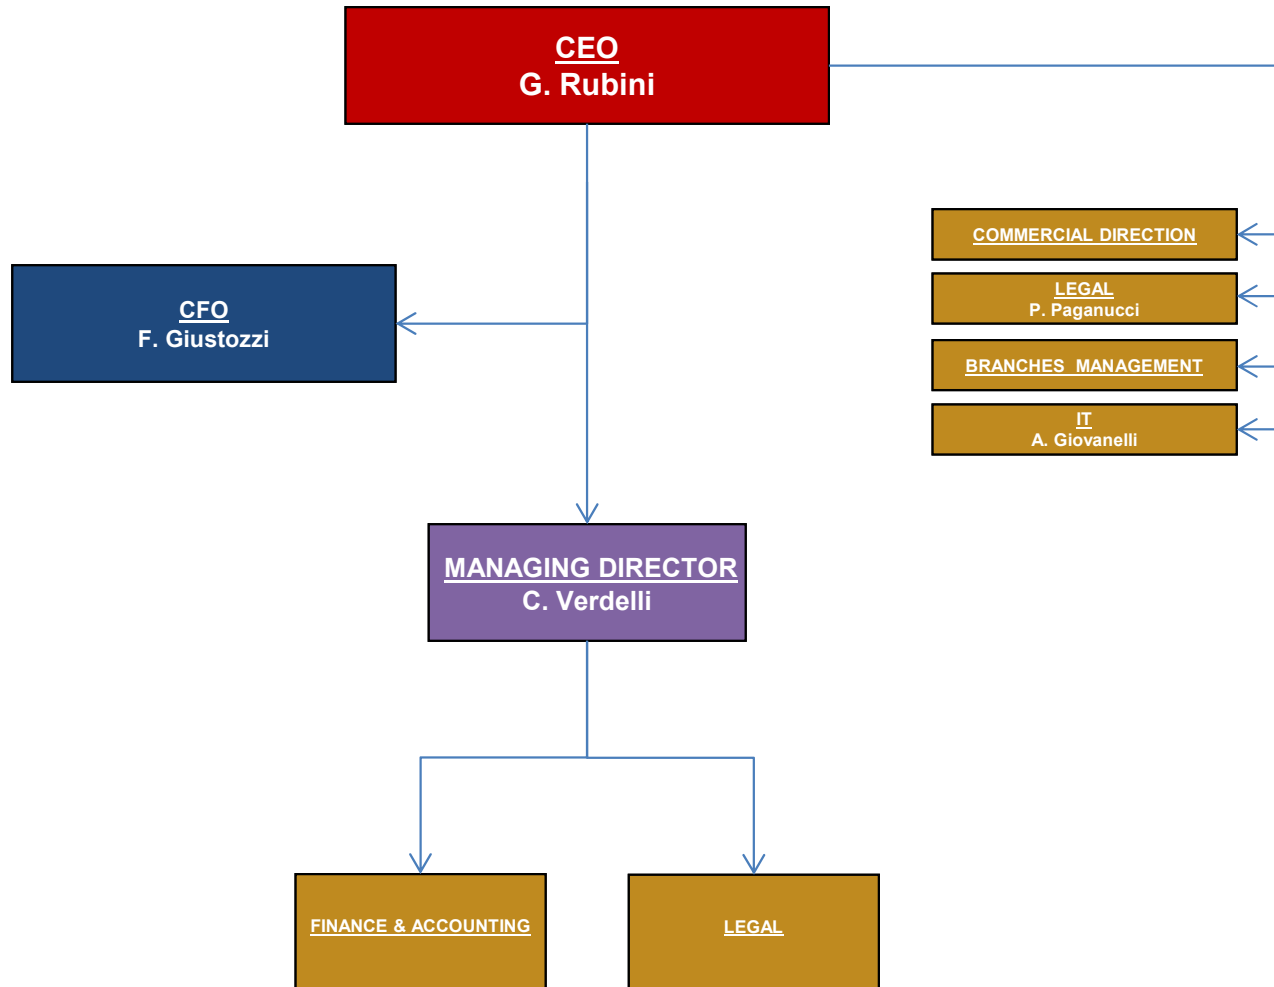 CEO
G. Rubini
COMMERCIAL DIRECTION
LEGAL
P. Paganucci
CFO
F. Giustozzi
BRANCHES MANAGEMENT
IT
A. Giovanelli
MANAGING DIRECTOR
C. Verdelli
FINANCE & ACCOUNTING
LEGAL